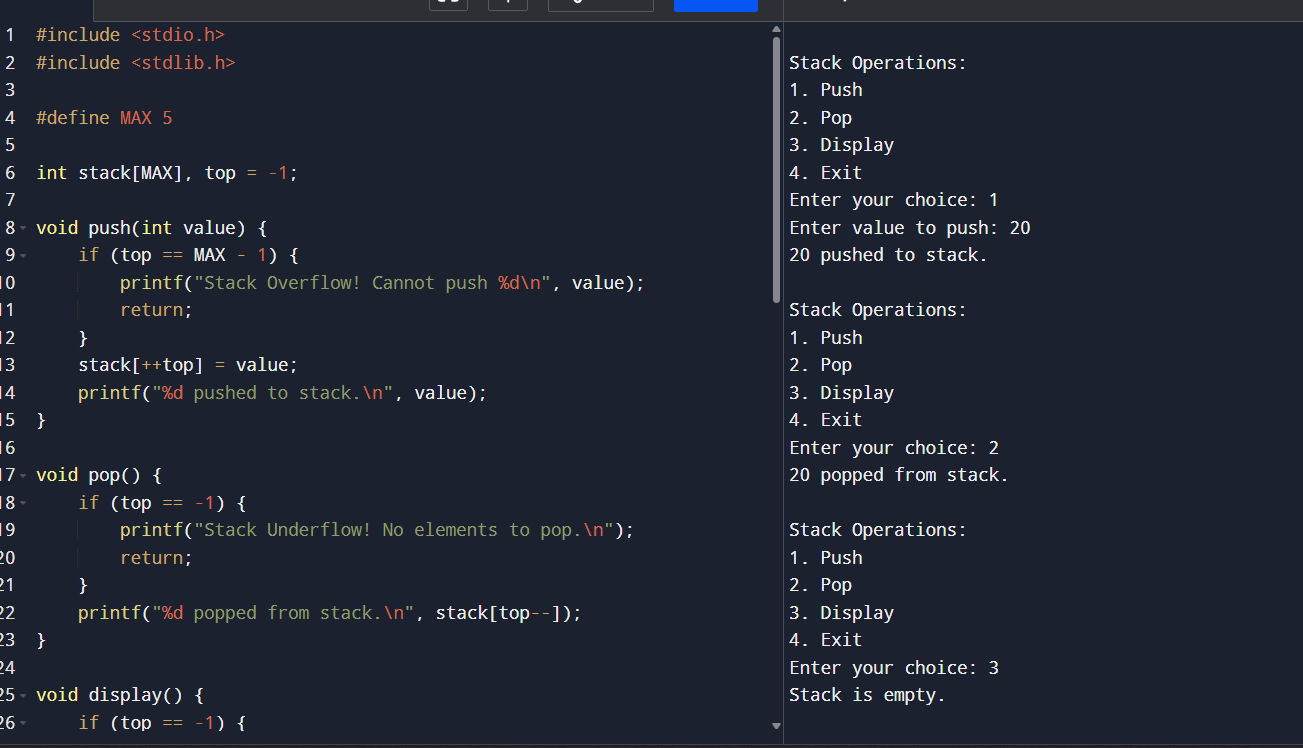 1 #include <stdio.h>
2 #include <stdlib.h>
3
4 #define MAX 5
5
6 int stack[MAX], top = -1;
7
8 void push(int value) {
9     if (top == MAX - 1) {
10         printf("Stack Overflow! Cannot push %d\n", value);
11         return;
12     }
13     stack[++top] = value;
14     printf("%d pushed to stack.\n", value);
15 }
16
17 void pop() {
18     if (top == -1) {
19         printf("Stack Underflow! No elements to pop.\n");
20         return;
21     }
22     printf("%d popped from stack.\n", stack[top--]);
23 }
24
25 void display() {
26     if (top == -1) {
Stack Operations:
1. Push
2. Pop
3. Display
4. Exit
Enter your choice: 1
Enter value to push: 20
20 pushed to stack.

Stack Operations:
1. Push
2. Pop
3. Display
4. Exit
Enter your choice: 2
20 popped from stack.

Stack Operations:
1. Push
2. Pop
3. Display
4. Exit
Enter your choice: 3
Stack is empty.